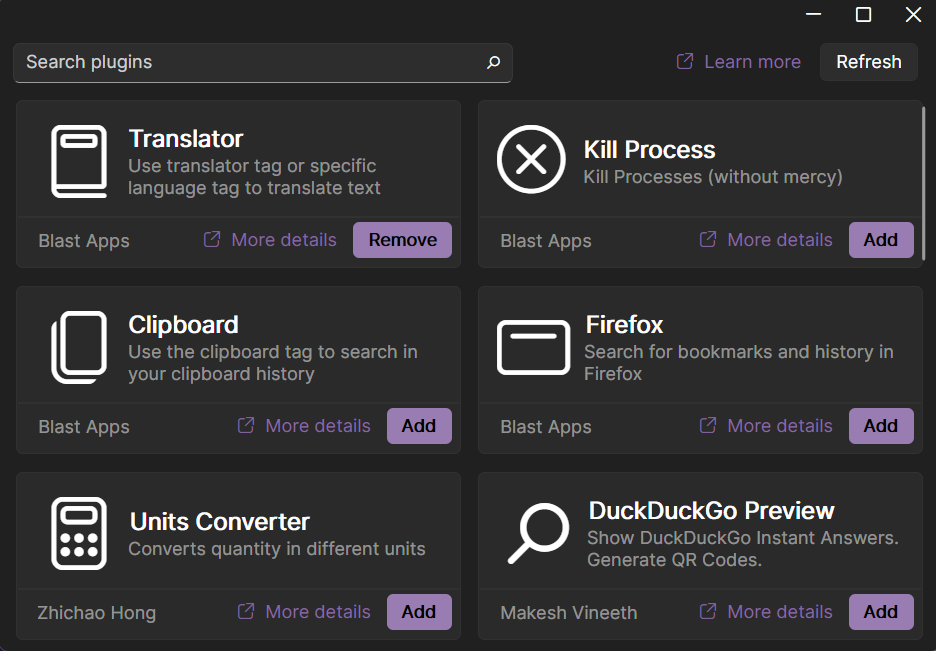 Search plugins
Learn more
Refresh
Translator
Use translator tag or specific
language tag to translate text
Blast Apps
More details
Remove
Kill Process
Kill Processes (without mercy)
Blast Apps
More details
Add
Clipboard
Use the clipboard tag to search in
your clipboard history
Blast Apps
More details
Add
Firefox
Search for bookmarks and history in
Firefox
Blast Apps
More details
Add
Units Converter
Converts quantity in different units
Zhichao Hong
More details
Add
DuckDuckGo Preview
Show DuckDuckGo Instant Answers.
Generate QR Codes.
Makesh Vineeth
More details
Add